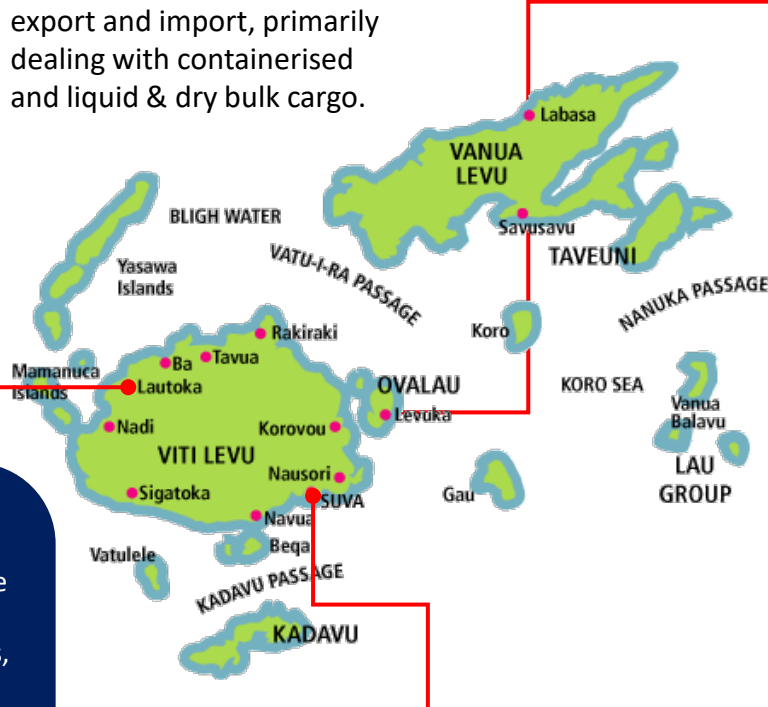 export and import, primarily
dealing with containerised
and liquid & dry bulk cargo.
Labasa
VANUA
LEVU
BLIGH WATER
Savusavu
VATU-I-RA PASSAGE
TAVEUNI
Yasawa
Islands
NANUKA PASSAGE
Koro
Rakiraki
Tavua
Ba
Mamanuca
Islands
Lautoka
OVALAU
KORO SEA
Levuka
Vanua
Balavu
Nadi
Korovou
VITI LEVU
LAU
GROUP
Nausori
Gau
Sigatoka
SUVA
Navua
Beqa
Vatulele
KADAVU PASSAGE
KADAVU
e
s,